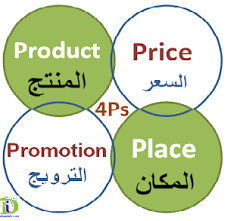 Product
المنتج
Price
السعر
4Ps
Promotion
الترويج
Place
المكان